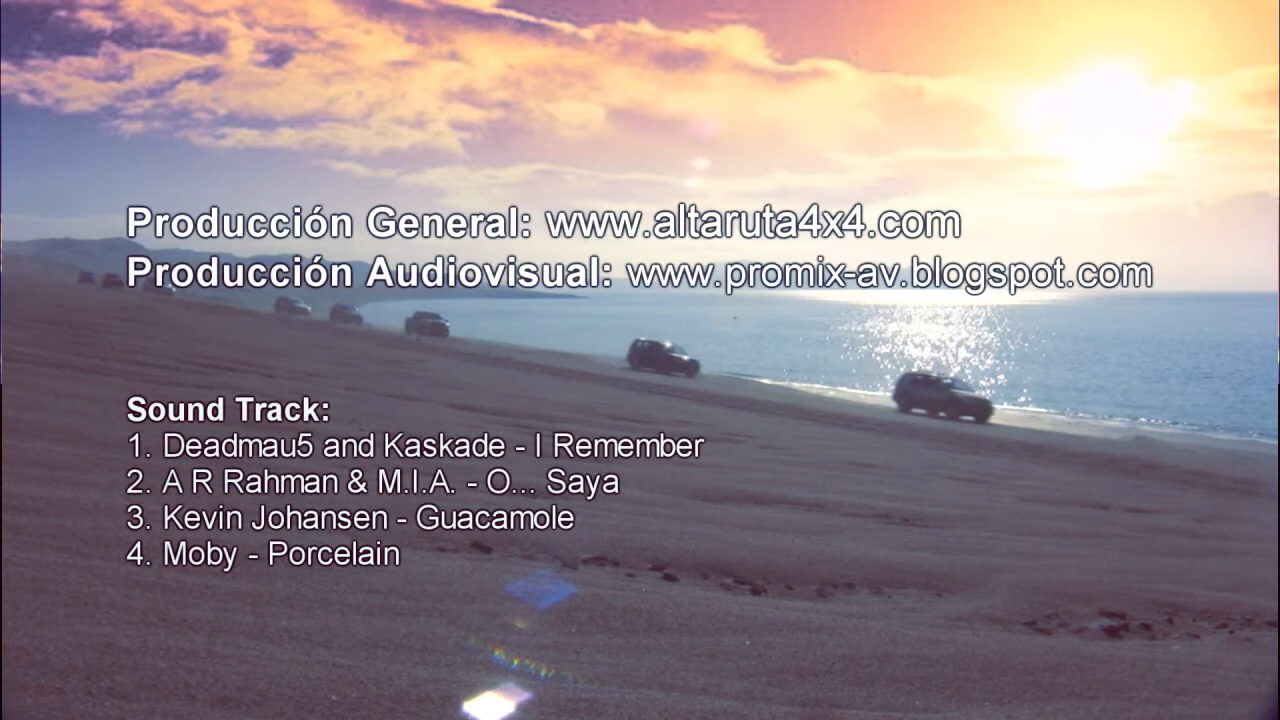 Producción General: www.altaruta4x4.com
Producción Audiovisual: www.promix-av.blogspot.com
Sound Track:
1. Deadmau5 and Kaskade - I Remember
2. A R Rahman & M.I.A. - O... Saya
3. Kevin Johansen - Guacamole
4. Moby - Porcelain